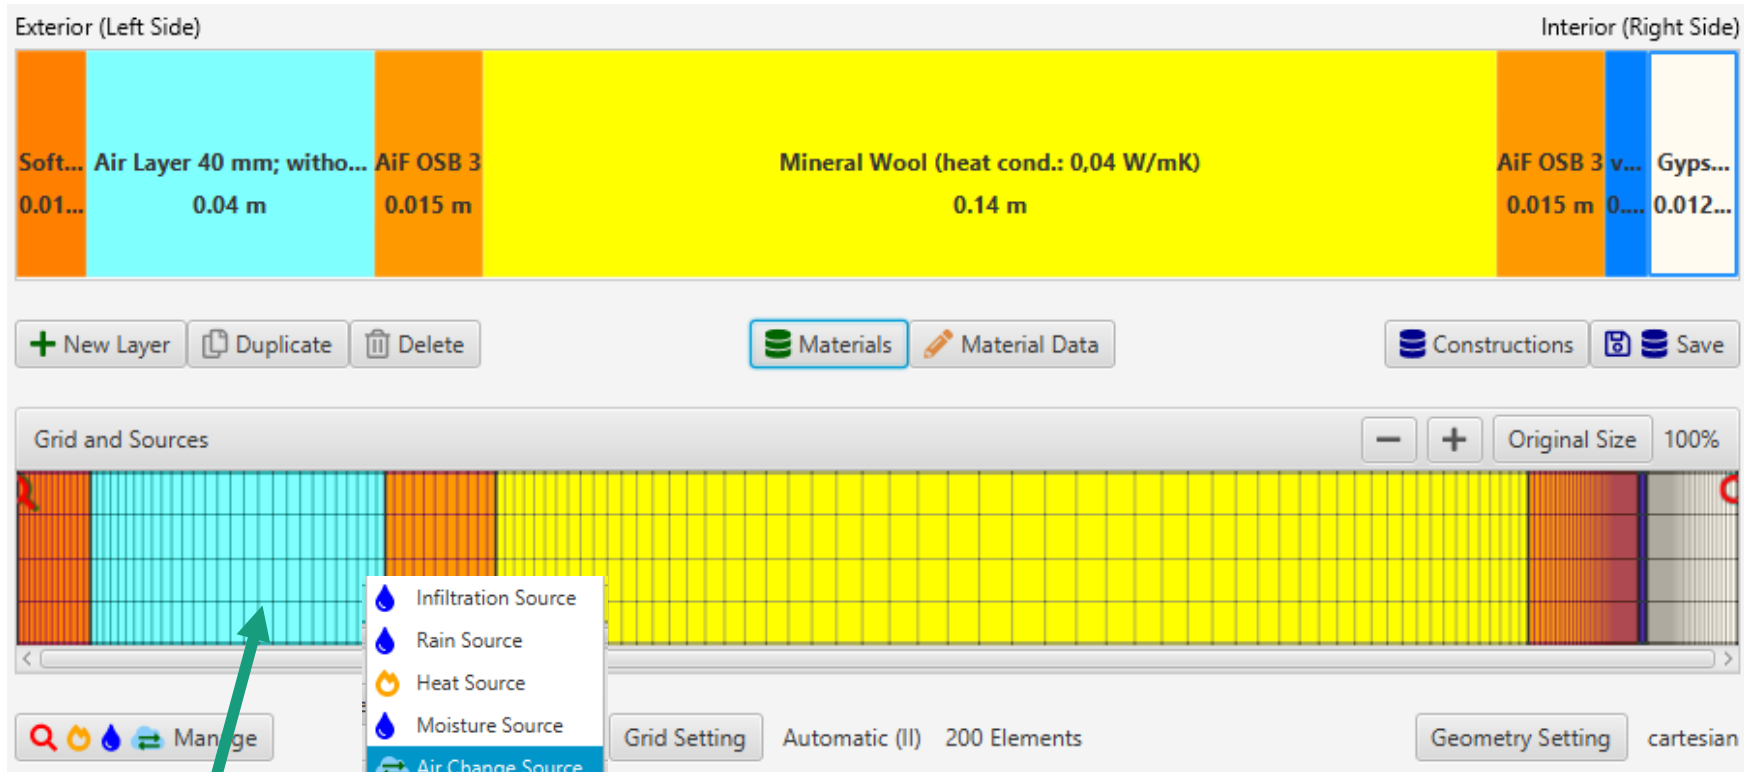 Exterior (Left Side)
Interior (Right Side)
Soft... Air Layer 40 mm; witho... AiF OSB 3 Mineral Wool (heat cond.: 0,04 W/mK) AiF OSB 3 v... Gyps...
0.01... 0.04 m 0.015 m 0.14 m 0.015 m 0.... 0.012...
New Layer Duplicate Delete Materials Material Data Constructions Save
Grid and Sources Original Size 100%
Infiltration Source
Rain Source
Heat Source
Moisture Source
Air Change Source
Manage Grid Setting Automatic (II) 200 Elements Geometry Setting cartesian